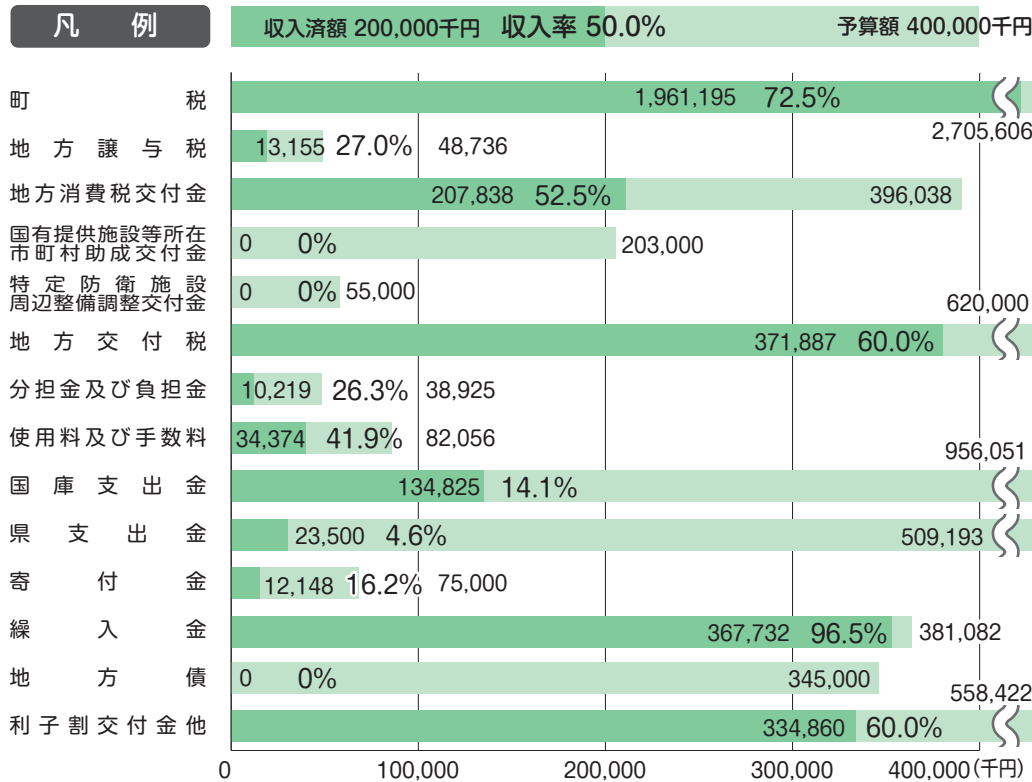 凡例 収入済額 200,000千円 収入率 50.0% 予算額 400,000千円
町税 1,961,195 72.5%
2,705,606
地方譲与税 13,155 27.0% 48,736
地方消費税交付金 207,838 52.5% 396,038
国有提供施設等所在
市町村助成交付金 0 0% 203,000
特定防衛施設
周辺整備調整交付金 0 0% 55,000
620,000
地方交付税 371,887 60.0%
分担金及び負担金 10,219 26.3% 38,925
使用料及び手数料 34,374 41.9% 82,056
956,051
国庫支出金 134,825 14.1%
県支出金 23,500 4.6% 509,193
寄付金 12,148 16.2% 75,000
繰入金 367,732 96.5% 381,082
地方債 0 0% 345,000
558,422
利子割交付金他 334,860 60.0%
0 100,000 200,000 300,000 400,000(千円)